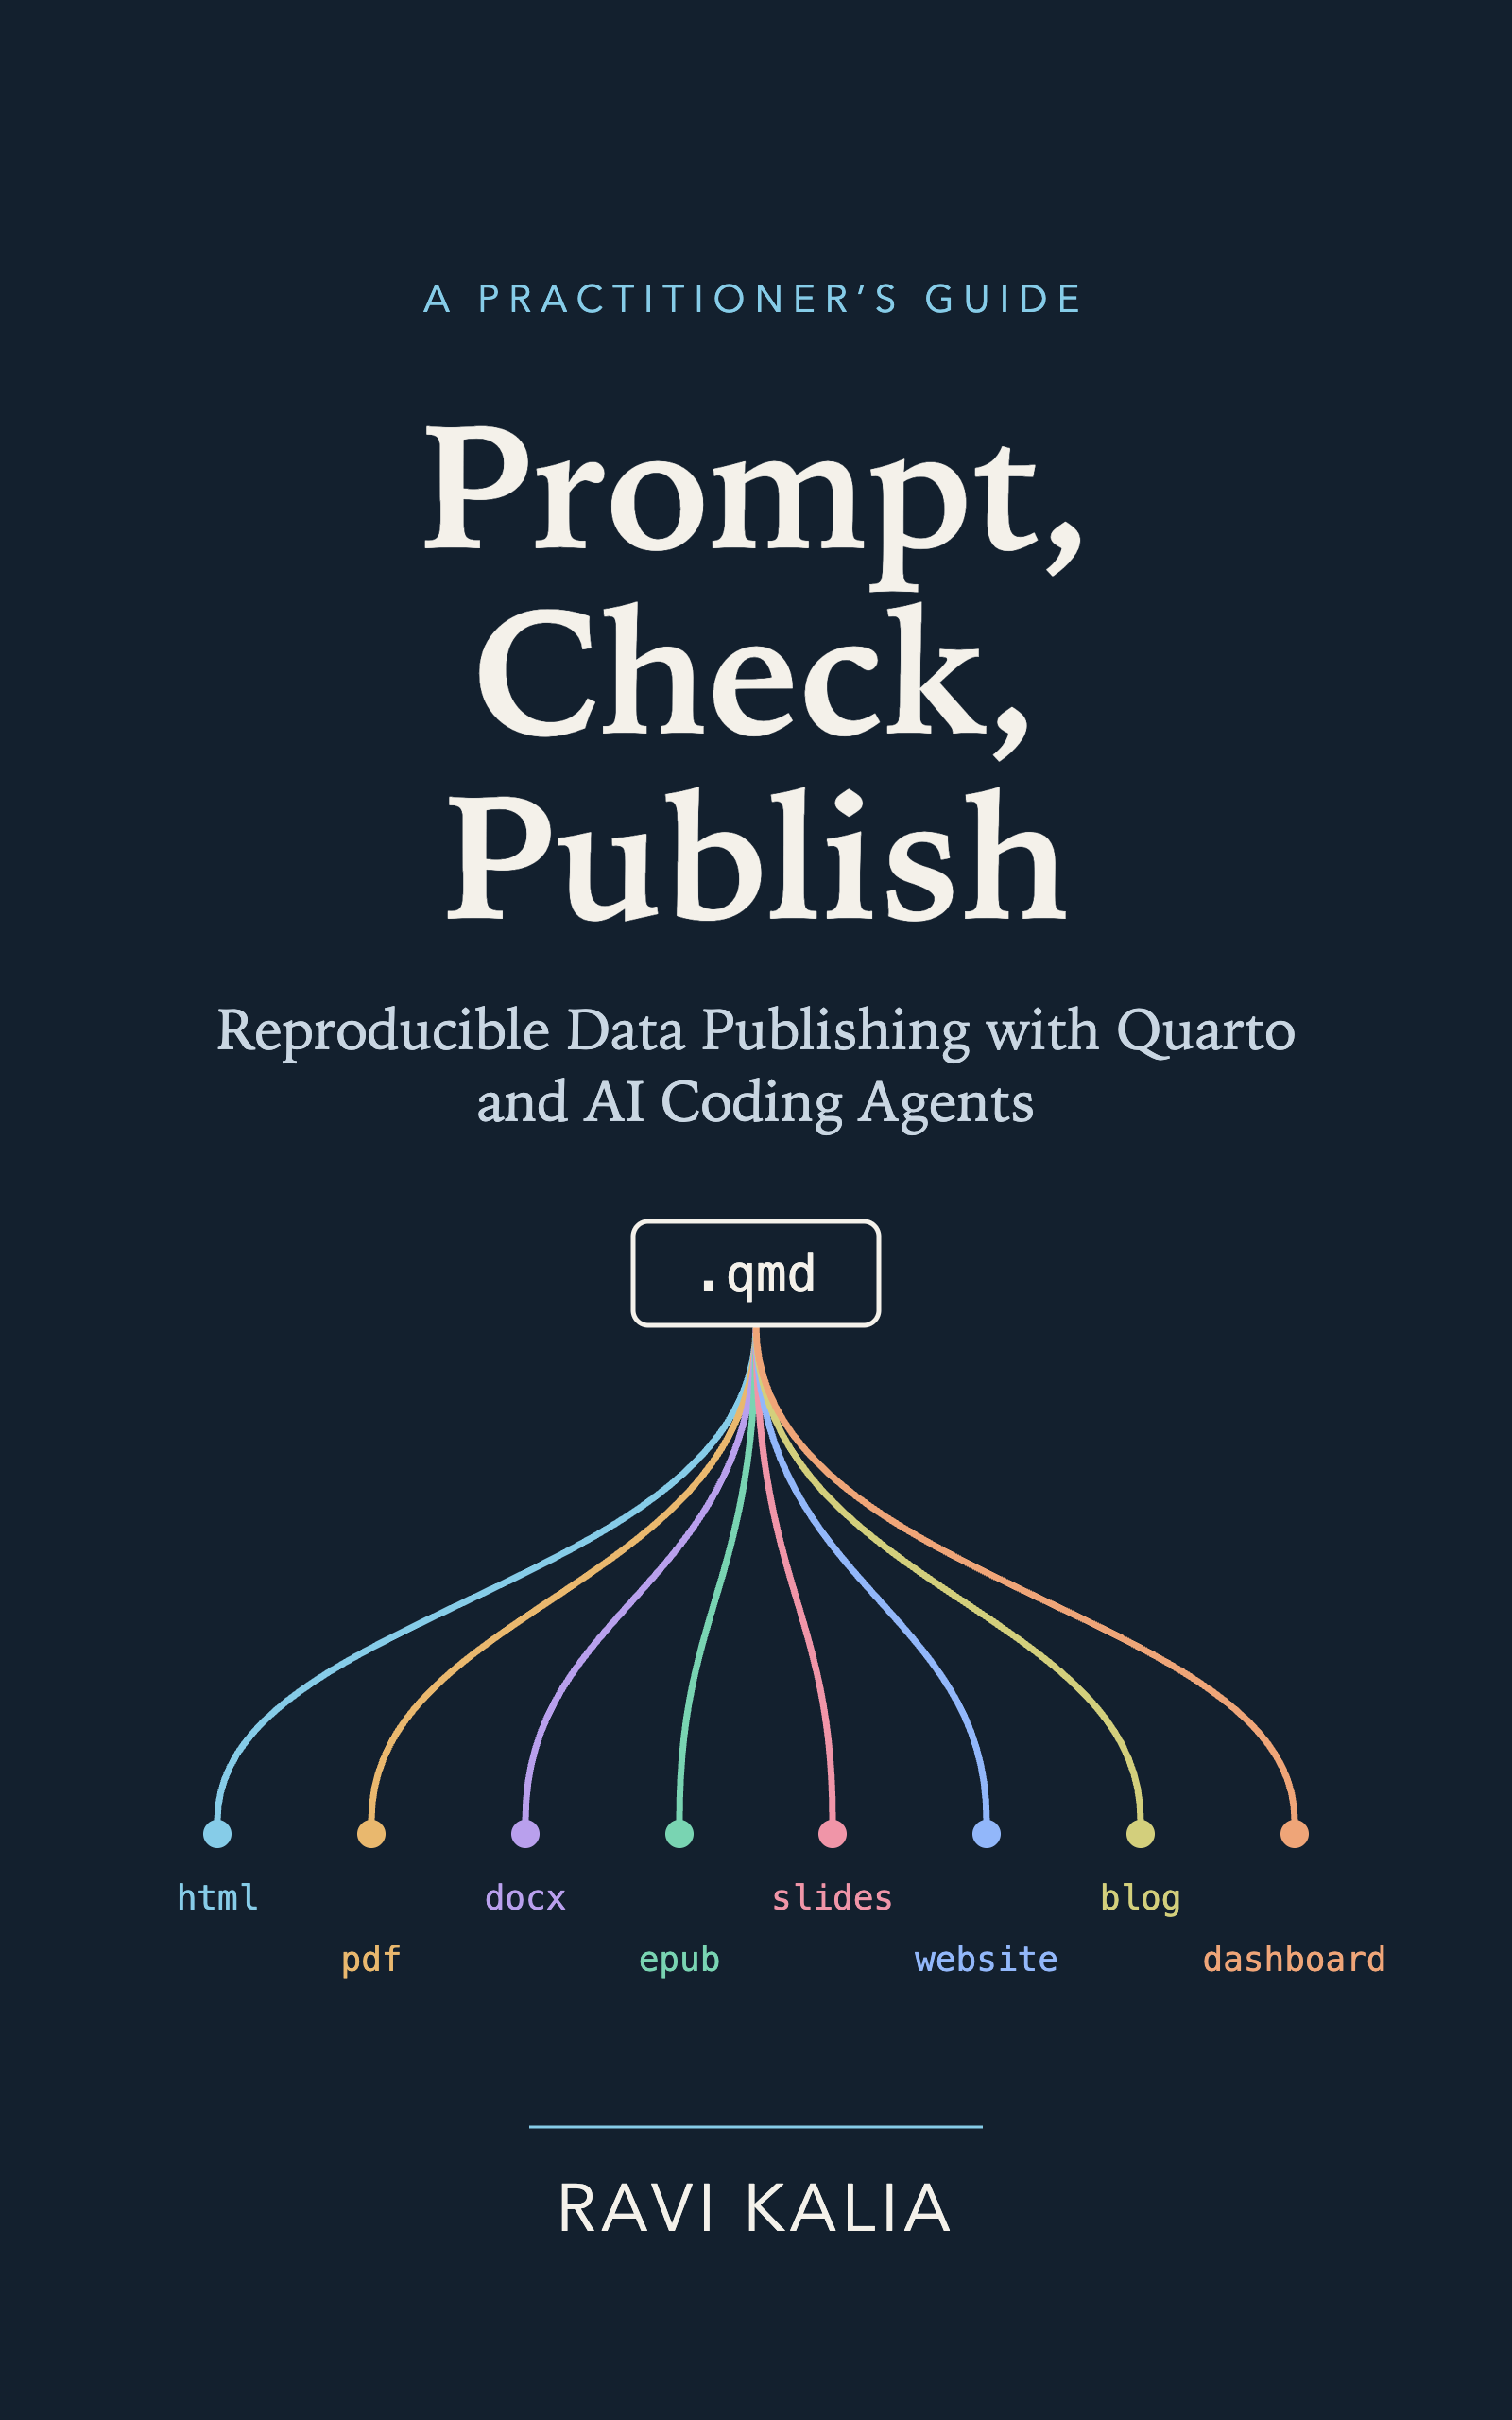 A PRACTITIONER’S GUIDE
Prompt,
Check,
Publish
Reproducible Data Publishing with Quarto
and AI Coding Agents
.qmd
html
docx
slides
blog
pdf
epub
website
dashboard
RAVI KALIA